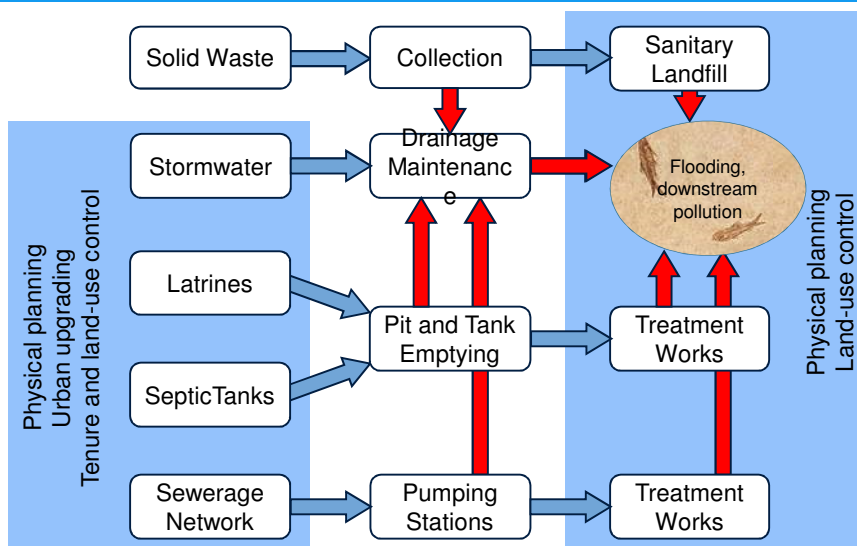 Solid Waste
Collection
Sanitary
Landfill
Stormwater
Drainage
Maintenanc
e
Flooding,
downstream
pollution
Latrines
Pit and Tank
Emptying
Treatment
Works
SepticTanks
Sewerage
Network
Pumping
Stations
Treatment
Works
Physical planning
Urban upgrading
Tenure and land-use control
Physical planning
Land-use control